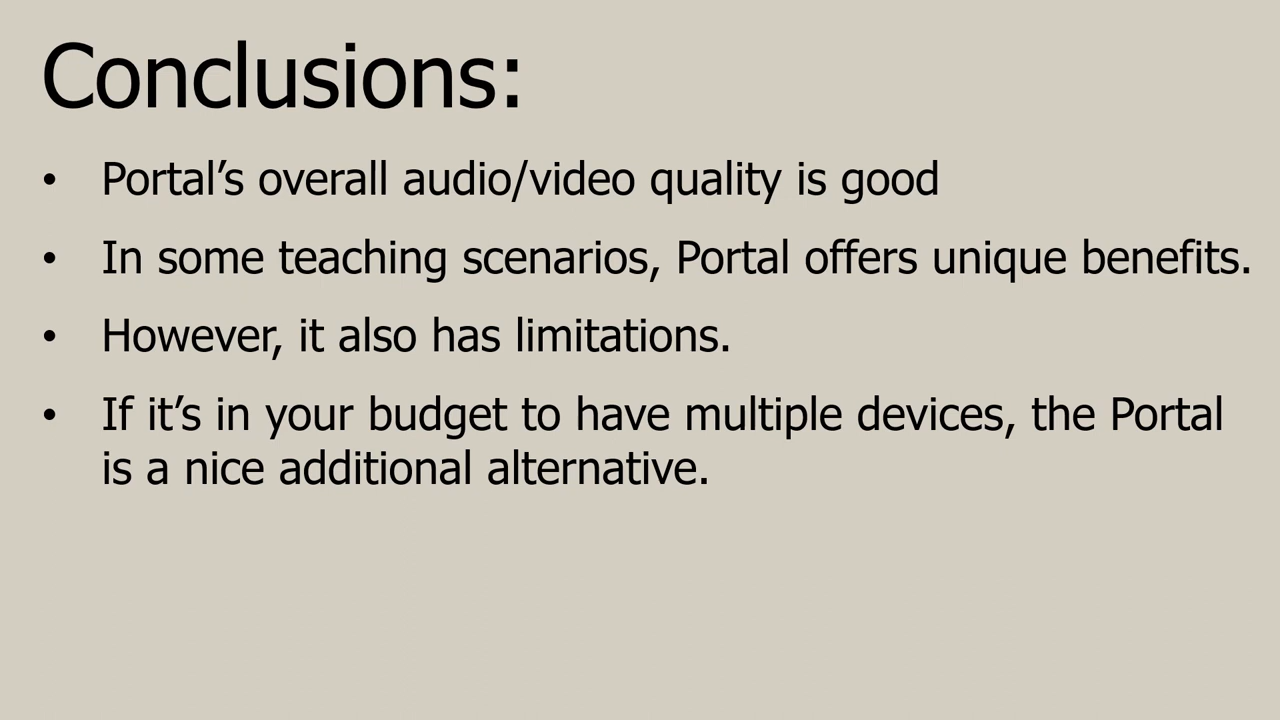 Conclusions:
• Portal’s overall audio/video quality is good
• In some teaching scenarios, Portal offers unique benefits.
• However, it also has limitations.
• If it’s in your budget to have multiple devices, the Portal
is a nice additional alternative.